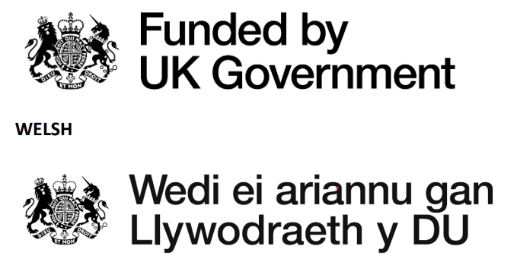 Funded by
UK Government
WELSH
Wedi ei ariannu gan
Llywodraeth y DU